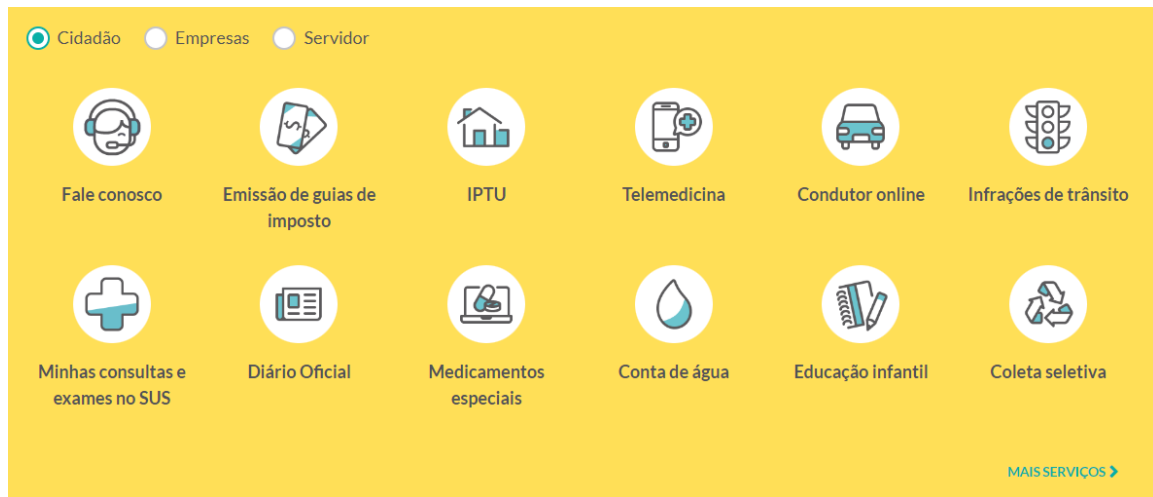 Cidadão Empresas Servidor
Fale conosco
Emissão de guias de
imposto
IPTU
Telemedicina
Condutor online
Infrações de trânsito
Minhas consultas e
exames no SUS
Diário Oficial
Medicamentos
especiais
Conta de água
Educação infantil
Coleta seletiva
MAIS SERVIÇOS